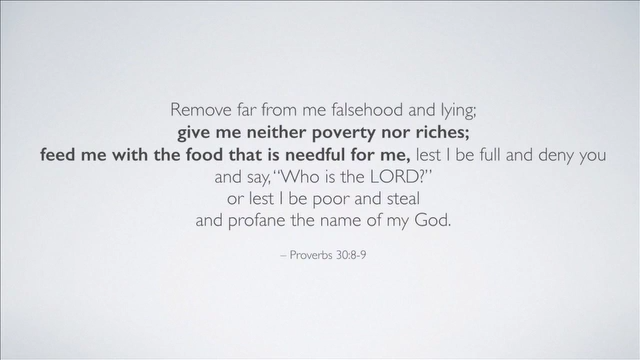 Remove far from me falsehood and lying;
give me neither poverty nor riches;
feed me with the food that is needful for me, lest I be full and deny you
and say, “Who is the LORD?”
or lest I be poor and steal
and profane the name of my God.
– Proverbs 30:8-9